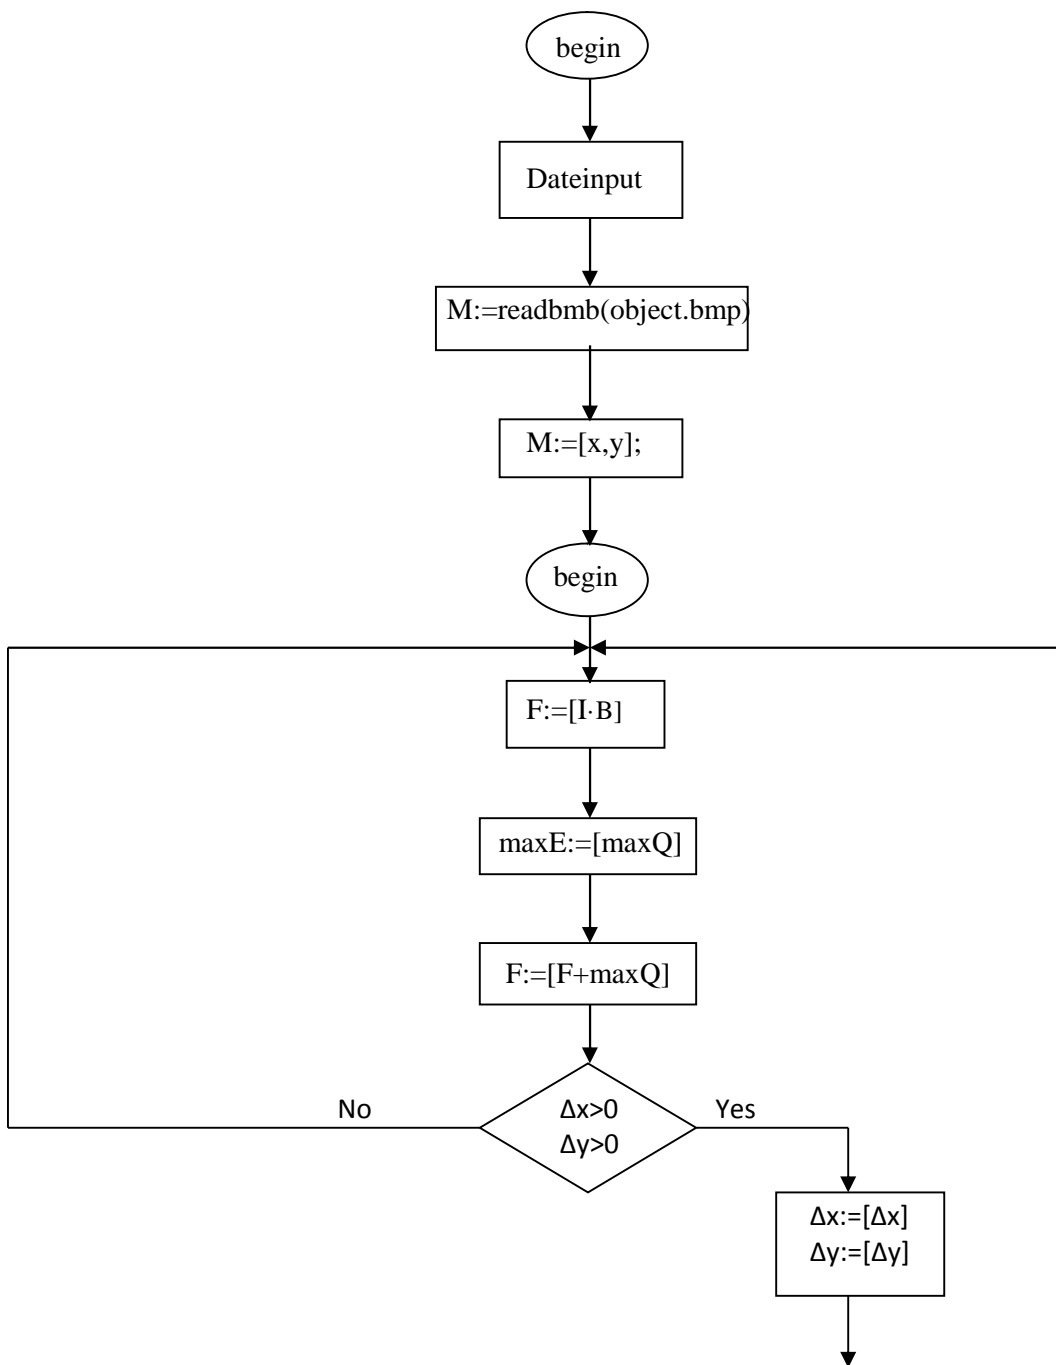 begin
Dateinput
M:=readbmb(object.bmp)
M:=[x,y];
begin
F:=[I·B]
maxE:=[maxQ]
F:=[F+maxQ]
No
Δx>0
Δy>0
Yes
Δx:=[Δx]
Δy:=[Δy]